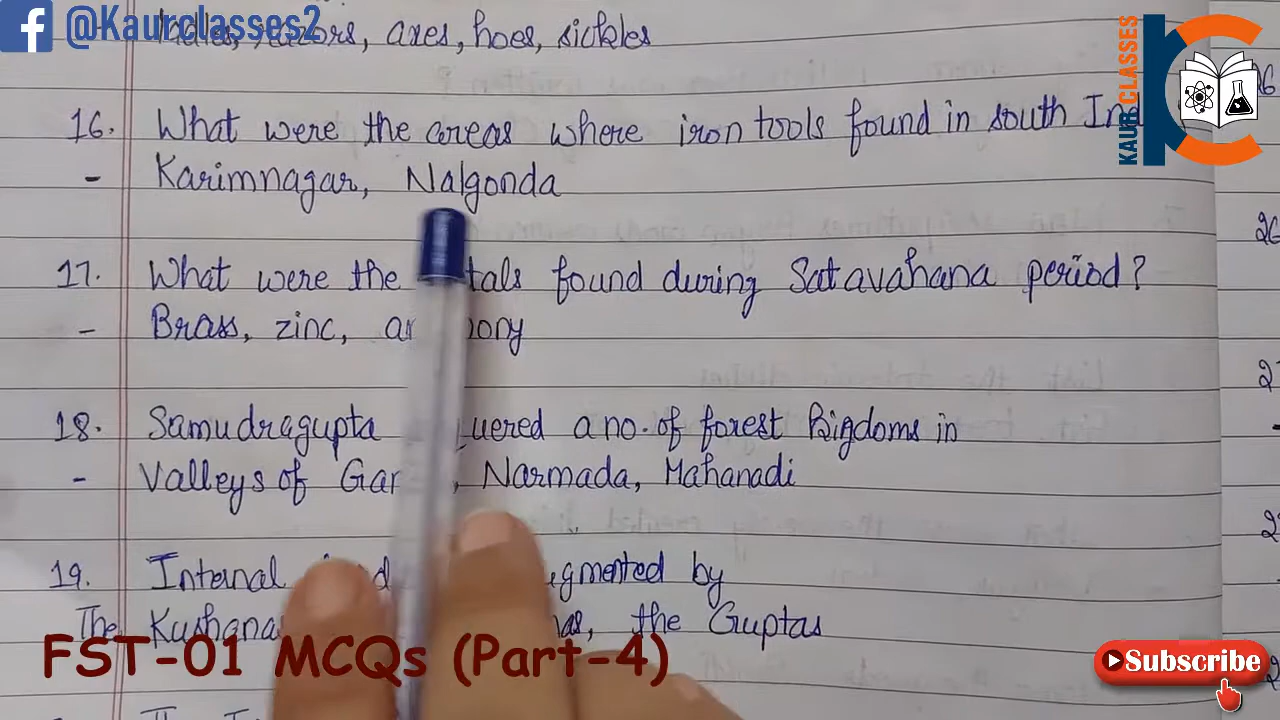 @Kaurclasses2
axes, hoes, sickles
KAUR CLASSES
16. What were the areas where iron tools found in south Ind
- Karimnagar, Nalgonda
17. What were the found during Satavahana period?
- Brass, zinc,
18. Samudragupta a no. of forest
in
- Valleys of Narmada, Mahanadi
19. Internal by
The the Guptas
FST-01 MCQs (Part-4)
Subscribe